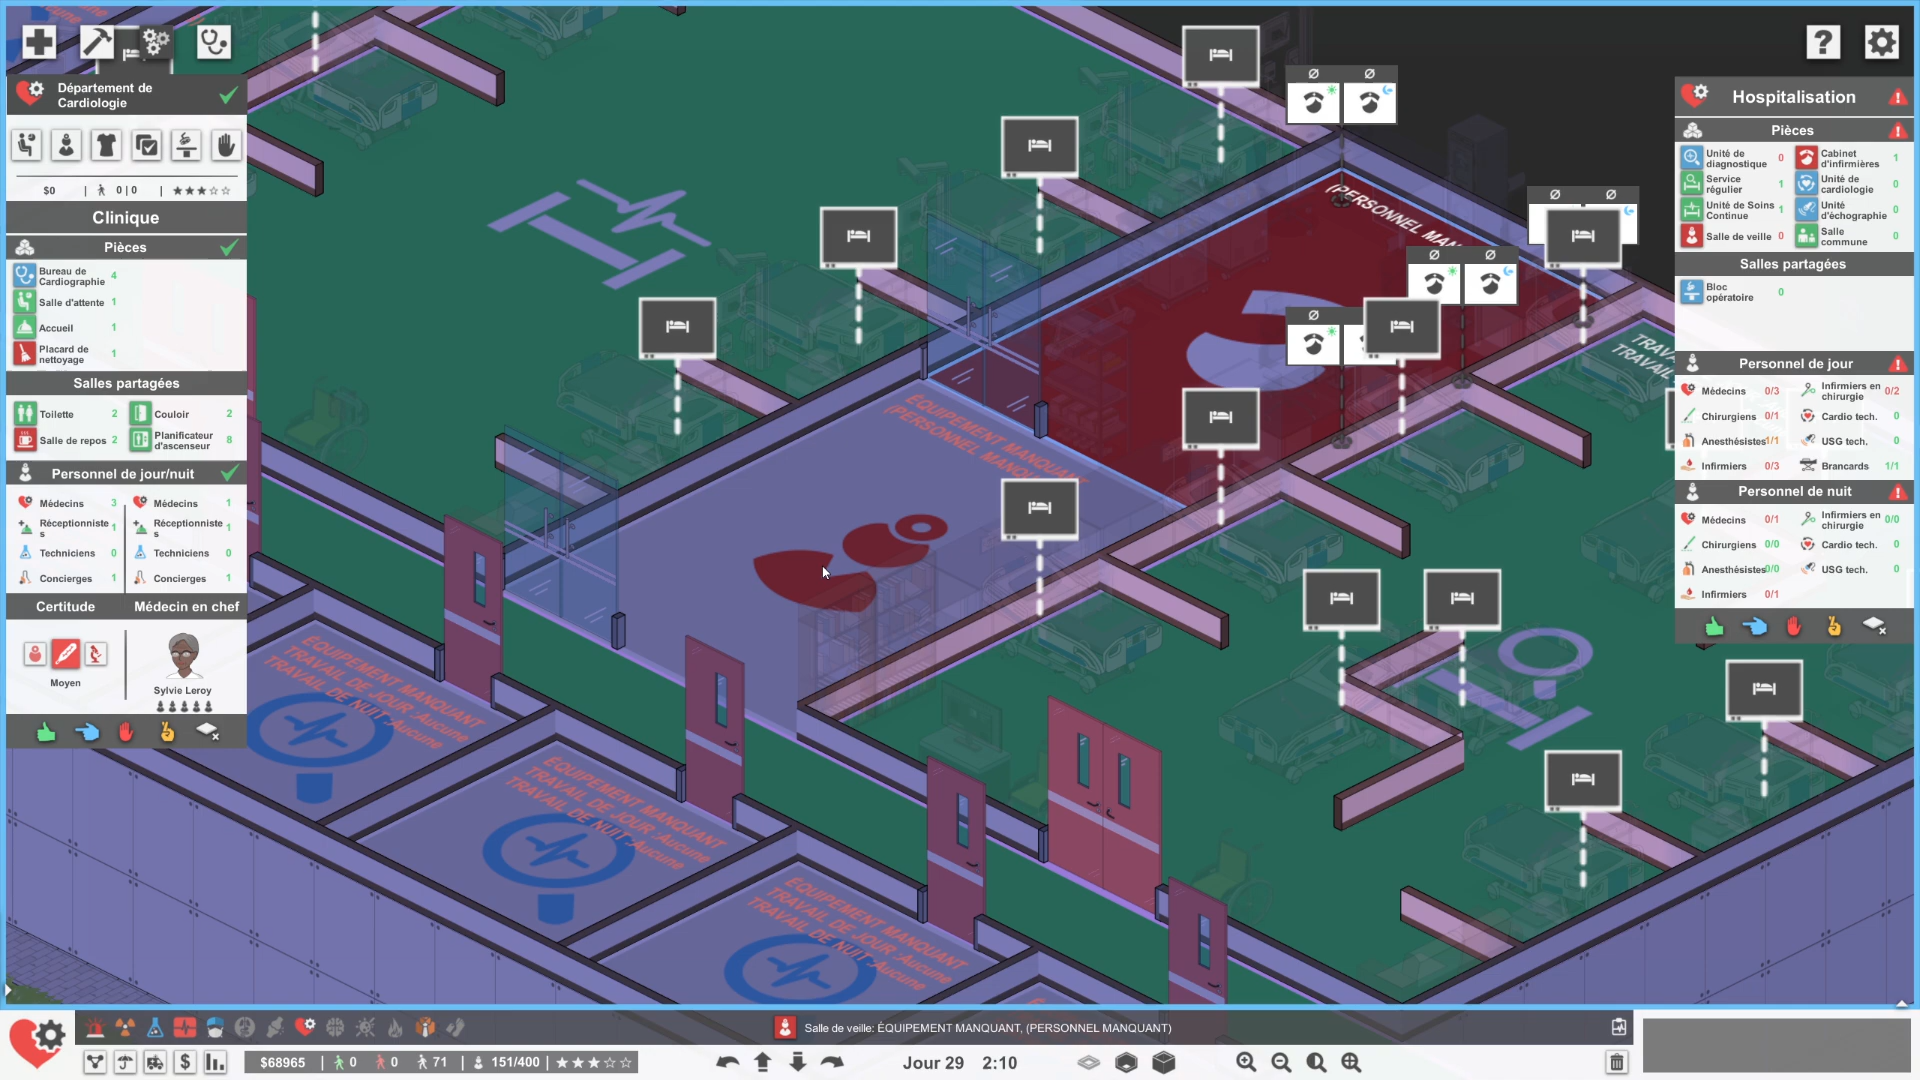 Département de
Cardiologie
$0 | 0|0 |
Clinique
Pièces
Bureau de
Cardiographie 4
Salle d'attente 1
Accueil 1
Placard de
nettoyage 1
Salles partagées
Toilette 2
Couloir 2
Salle de repos 2
Planificateur
d'ascenseur 8
Personnel de jour/nuit
Médecins 3
Médecins 1
Réceptionniste
s 1
Réceptionniste
s 1
Techniciens 0
Techniciens 0
Concierges 1
Concierges 1
Certitude
Médecin en chef
Moyen
Sylvie Leroy
(PERSONNEL MAN
TRAV
TRAVAIL
ÉQUIPEMENT MANQUANT
(PERSONNEL MANQUANT
ÉQUIPEMENT MANQUANT
TRAVAIL DE JOUR :Aucune
TRAVAIL DE NUIT :Aucune
ÉQUIPEMENT MANQUANT
TRAVAIL DE JOUR :Aucune
TRAVAIL DE NUIT :Aucune
ÉQUIPEMENT MANQUANT
TRAVAIL DE JOUR :Aucune
TRAVAIL DE NUIT :Aucune
?
Hospitalisation
Pièces
Unité de
diagnostique 0
Cabinet
d'infirmières 1
Service
régulier 1
Unité de
cardiologie 0
Unité de Soins
Continue 1
Unité
d'échographie 0
Salle de veille 0
Salle
commune 0
Salles partagées
Bloc
opératoire 0
Personnel de jour
Médecins 0/3
Infirmiers en
chirurgie 0/2
Chirurgiens 0/1
Cardio tech. 0
Anesthésistes 1/1
USG tech. 0
Infirmiers 0/3
Brancards 1/1
Personnel de nuit
Médecins 0/1
Infirmiers en
chirurgie 0/0
Chirurgiens 0/0
Cardio tech. 0
Anesthésistes 0/0
USG tech. 0
Infirmiers 0/1
Salle de veille: ÉQUIPEMENT MANQUANT, (PERSONNEL MANQUANT)
$68965 | 0 0 71 | 151/400 |
Jour 29 2:10